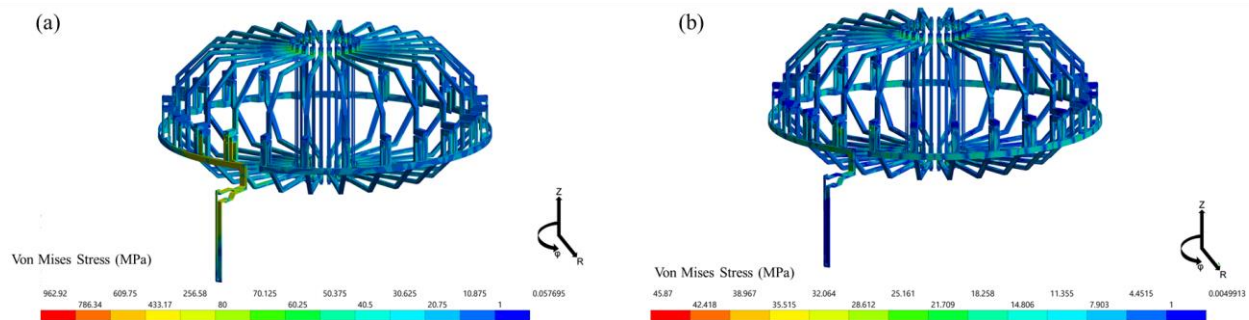 (a)
(b)
Z
φ
R
Z
φ
R
Von Mises Stress (MPa)
962.92 609.75 256.58 70.125 50.375 30.625 10.875 0.057695
786.34 433.17 80 60.25 40.5 20.75 1
Von Mises Stress (MPa)
45.87 38.967 32.064 25.161 18.258 11.355 4.4515 0.0049913
42.418 35.515 28.612 21.709 14.806 7.903 1